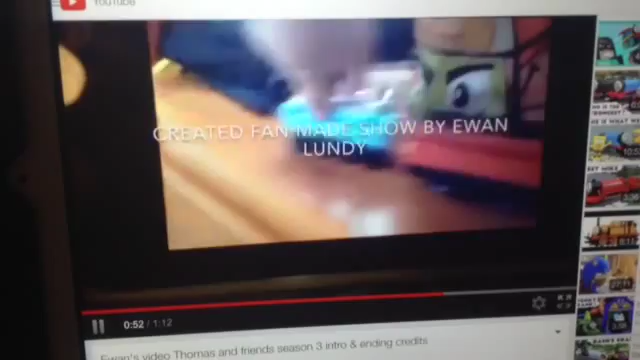 YouTube
CREATED FAN MADE SHOW BY EWAN
LUNDY
0:52 / 1:12
Ewan's video Thomas and friends season 3 intro & ending credits